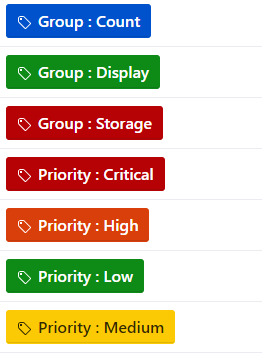 Group : Count
Group : Display
Group : Storage
Priority : Critical
Priority : High
Priority : Low
Priority : Medium